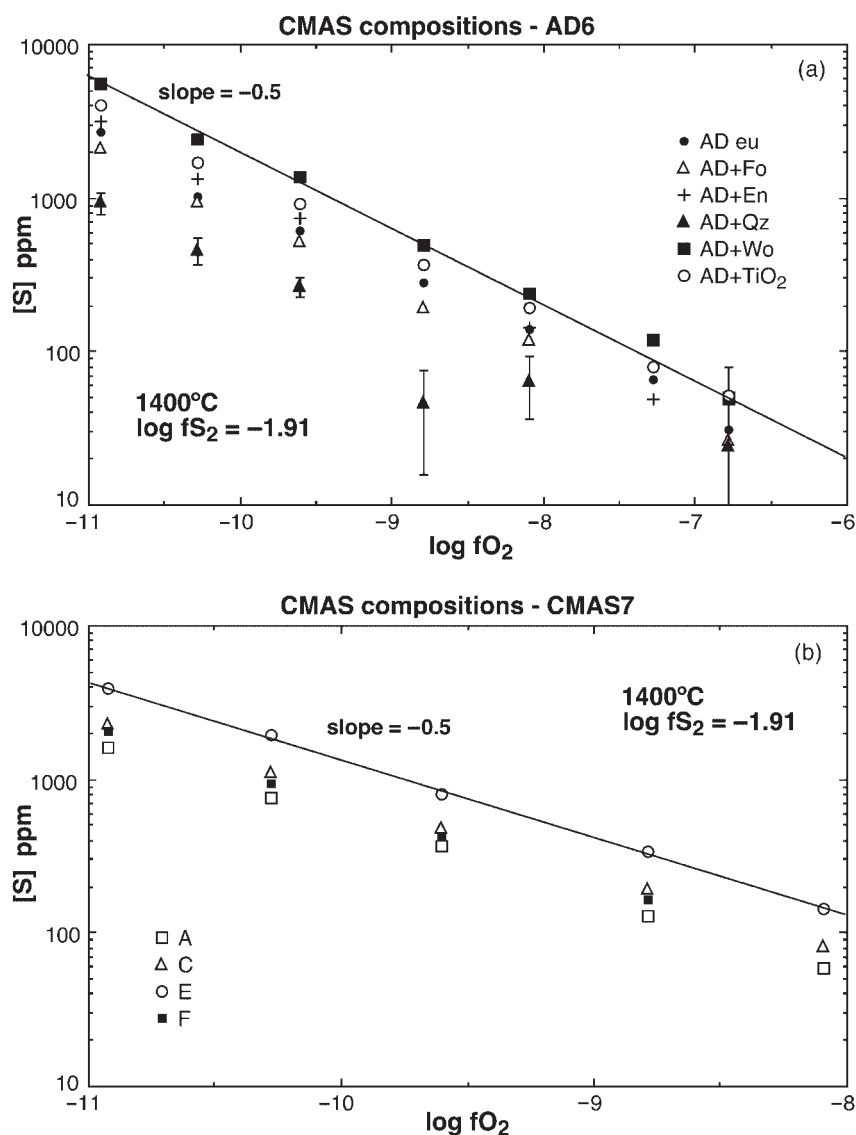 CMAS compositions - AD6
(a)
10000
1000
100
10
[S] ppm
slope = −0.5
AD eu
AD+Fo
AD+En
AD+Qz
AD+Wo
AD+TiO₂
1400°C
log fS₂ = −1.91
−11 −10 −9 −8 −7 −6
log fO₂
CMAS compositions - CMAS7
(b)
10000
1000
100
10
[S] ppm
1400°C
log fS₂ = −1.91
slope = −0.5
A
C
E
F
−11 −10 −9 −8
log fO₂